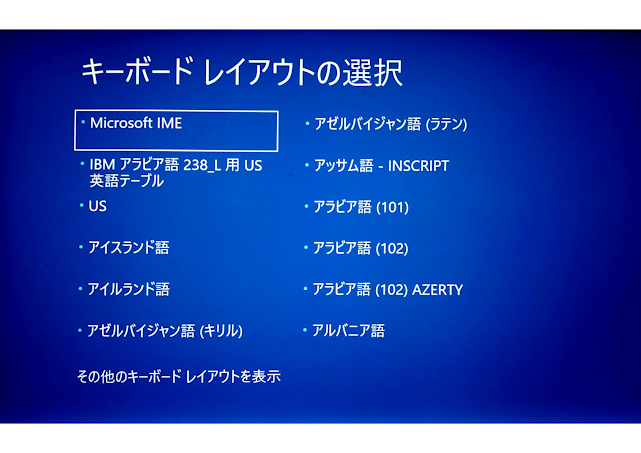 キーボード レイアウトの選択
Microsoft IME
IBM アラビア語 238_L 用 US
英語テーブル
US
アイスランド語
アイルランド語
アゼルバイジャン語 (キリル)
アゼルバイジャン語 (ラテン)
アッサム語 - INSCRIPT
アラビア語 (101)
アラビア語 (102)
アラビア語 (102) AZERTY
アルバニア語
その他のキーボード レイアウトを表示